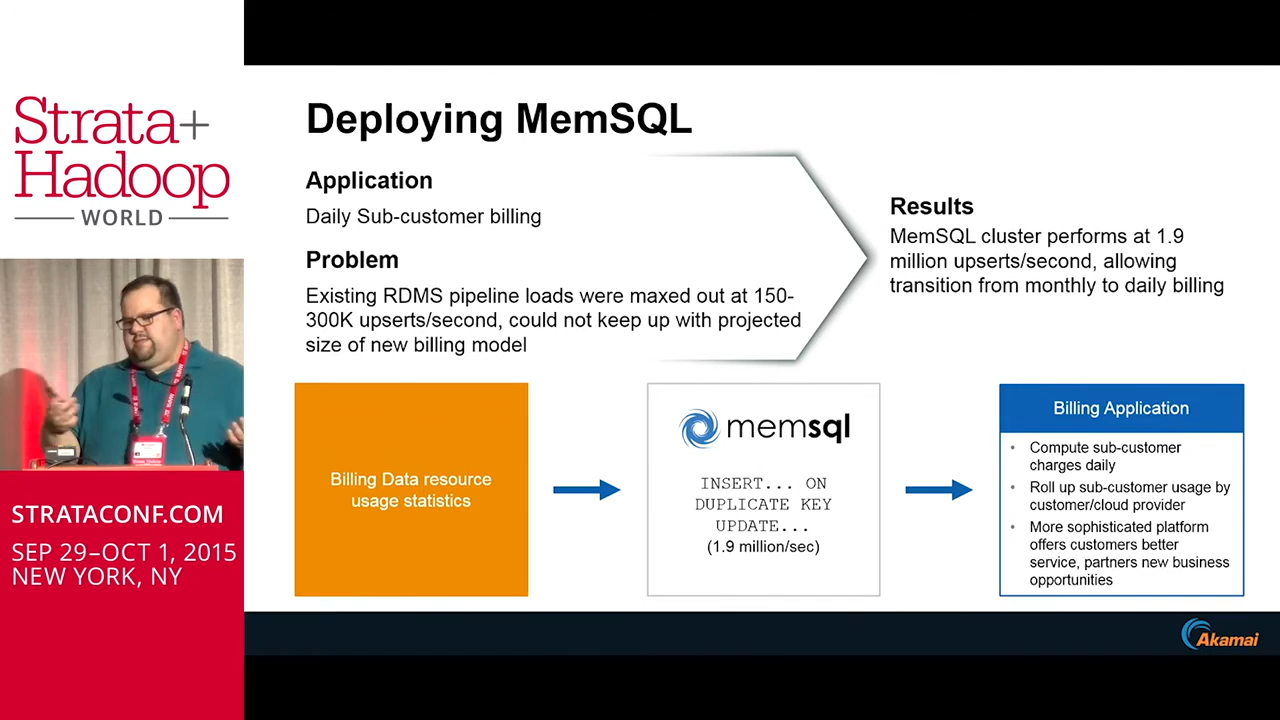 Strata+
Hadoop
WORLD
STRATACONF.COM
SEP 29–OCT 1, 2015
NEW YORK, NY
Deploying MemSQL
Application
Daily Sub-customer billing
Problem
Existing RDMS pipeline loads were maxed out at 150-
300K upserts/second, could not keep up with projected
size of new billing model
Results
MemSQL cluster performs at 1.9
million upserts/second, allowing
transition from monthly to daily billing
Billing Data resource
usage statistics
memsql
INSERT... ON
DUPLICATE KEY
UPDATE...
(1.9 million/sec)
Billing Application
• Compute sub-customer
charges daily
• Roll up sub-customer usage by
customer/cloud provider
• More sophisticated platform
offers customers better
service, partners new business
opportunities
Akamai